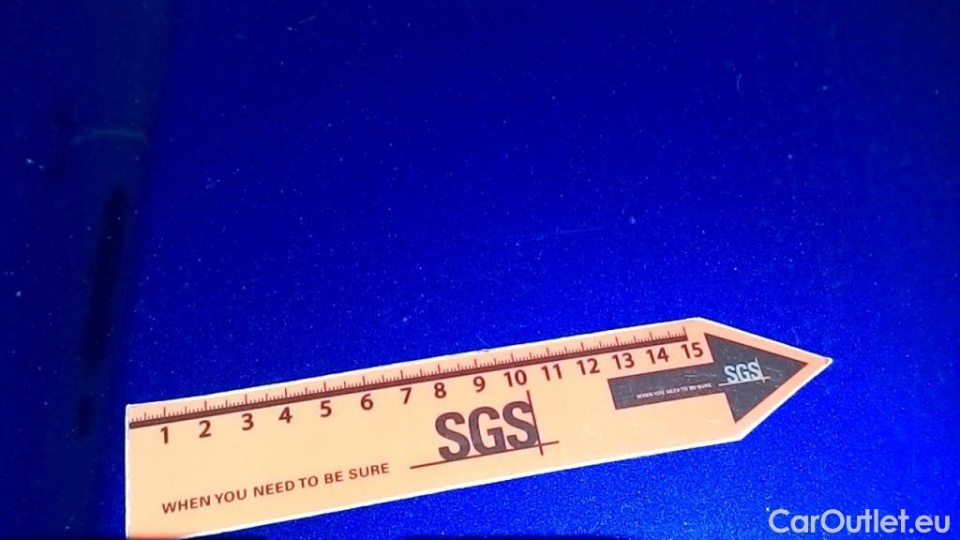 1 2 3 4 5 6 7 8 9 10 11 12 13 14 15
SGS
WHEN YOU NEED TO BE SURE
SGS
WHEN YOU NEED TO BE SURE
CarOutlet.eu